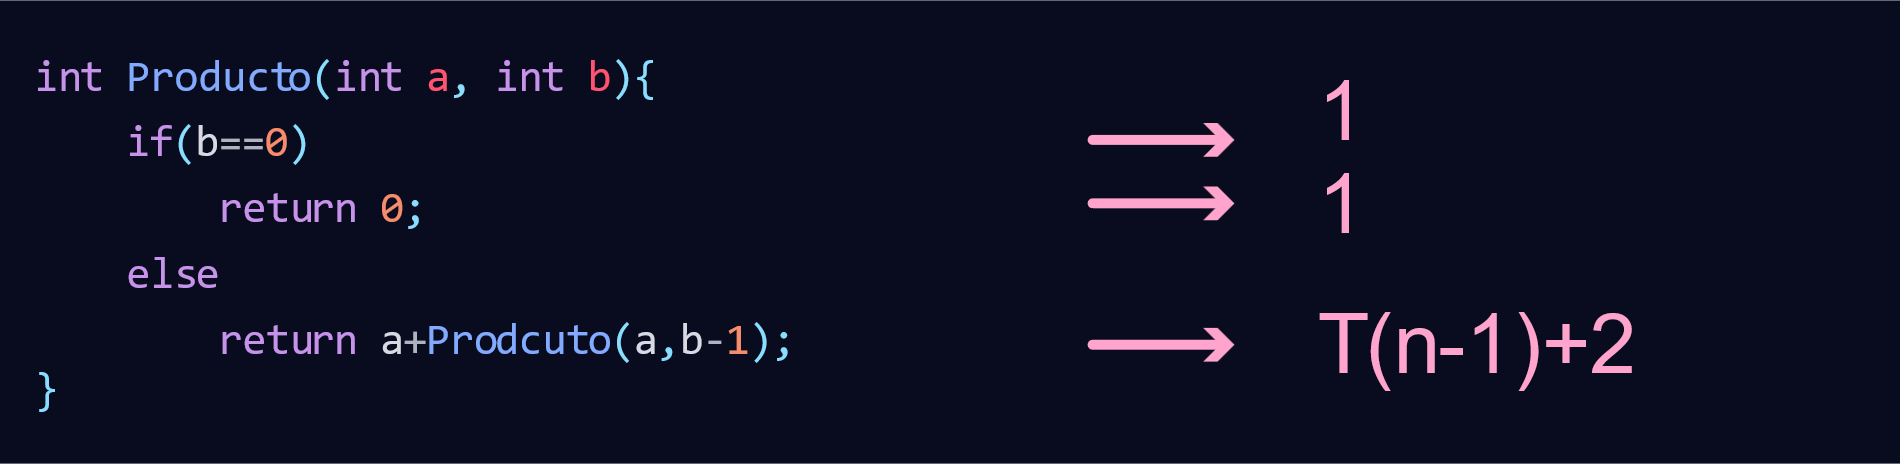 int Producto(int a, int b){
if(b==0)
return 0;
else
return a+Prodcuto(a,b-1);
}
1
1
T(n-1)+2